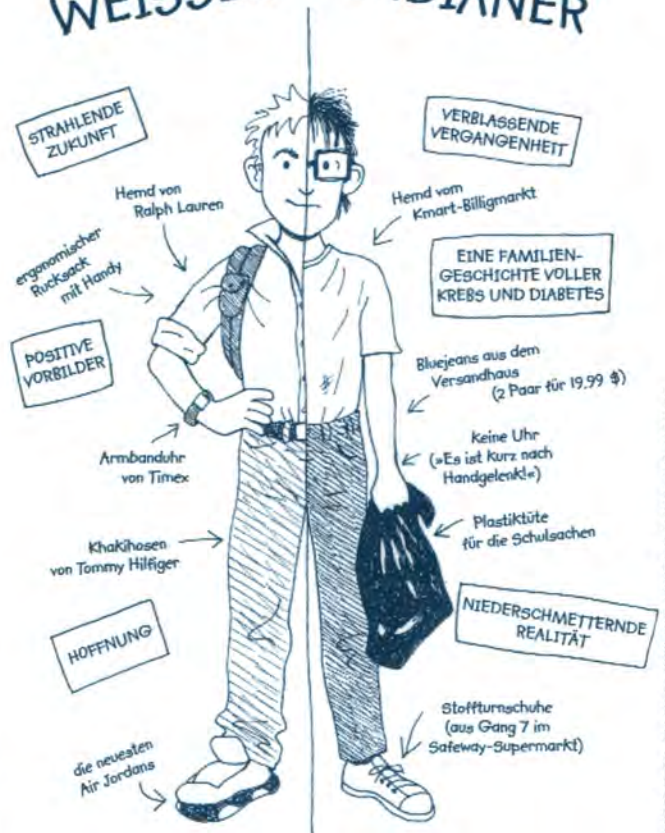 WEISSER INDIANER
STRAHLENDE
ZUKUNFT
VERBLASSENDE
VERGANGENHEIT
Hemd von
Ralph Lauren
Hemd vom
Kmart-Billigmarkt
ergonomischer
Rucksack
mit Handy
EINE FAMILIEN-
GESCHICHTE VOLLER
KREBS UND DIABETES
POSITIVE
VORBILDER
Bluejeans aus dem
Versandhaus
(2 Paar für 19,99 $)
Armbanduhr
von Timex
Keine Uhr
(»Es ist kurz nach
Handgelenk!«)
Khakihosen
von Tommy Hilfiger
Plastiktüte
für die Schulsachen
HOFFNUNG
NIEDERSCHMETTERNDE
REALITÄT
die neuesten
Air Jordans
Stoffturnschuhe
(aus Gang 7 im
Safeway-Supermarkt)